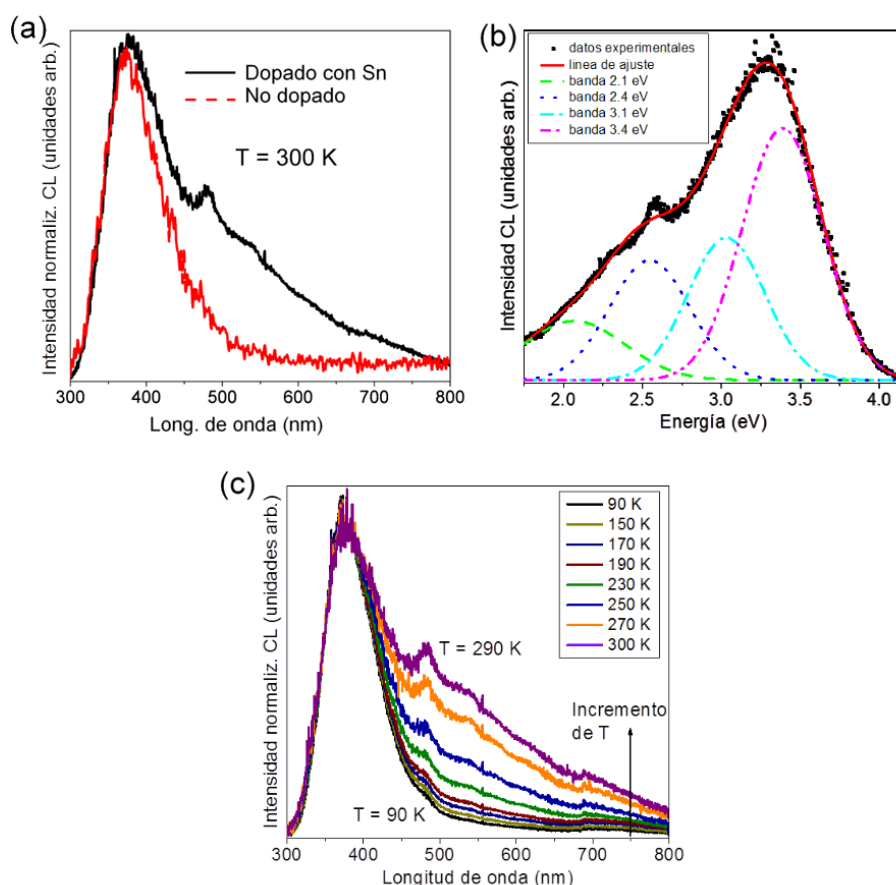 (a)
Intensidad normaliz. CL (unidades arb.)
Dopado con Sn
No dopado
T = 300 K
300 400 500 600 700 800
Long. de onda (nm)
(b)
Intensidad CL (unidades arb.)
datos experimentales
linea de ajuste
banda 2.1 eV
banda 2.4 eV
banda 3.1 eV
banda 3.4 eV
2.0 2.5 3.0 3.5 4.0
Energía (eV)
(c)
Intensidad normaliz. CL (unidades arb.)
90 K
150 K
170 K
190 K
230 K
250 K
270 K
300 K
T = 290 K
Incremento
de T
T = 90 K
300 400 500 600 700 800
Longitud de onda (nm)